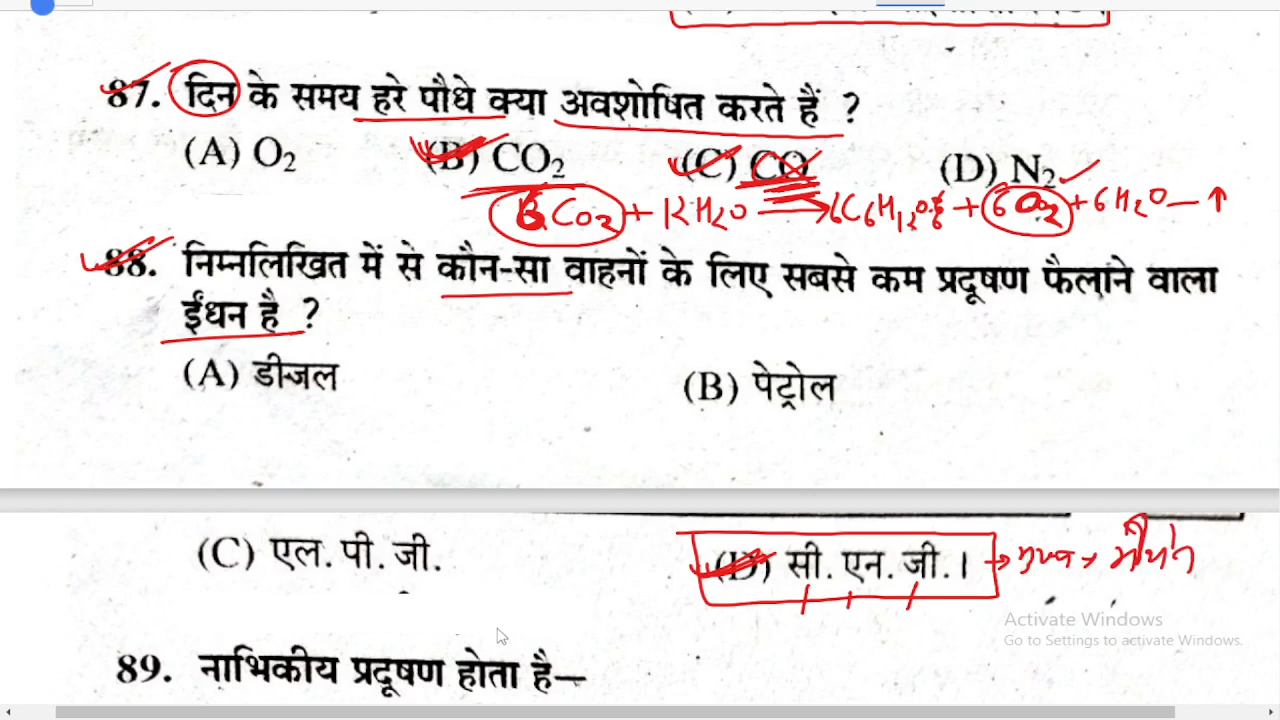 87. दिन के समय हरे पौधे क्या अवशोषित करते हैं ?
(A) O₂ (B) CO₂ (C) CO (D) N₂
6CO₂ + 12H₂O → 6C₆H₁₂O₆ + 6O₂ + 6H₂O — ↑
88. निम्नलिखित में से कौन-सा वाहनों के लिए सबसे कम प्रदूषण फैलाने वाला
ईंधन है ?
(A) डीजल (B) पेट्रोल
(C) एल. पी. जी. (D) सी. एन. जी. ।
Activate Windows
Go to Settings to activate Windows.
89. नाभिकीय प्रदूषण होता है—